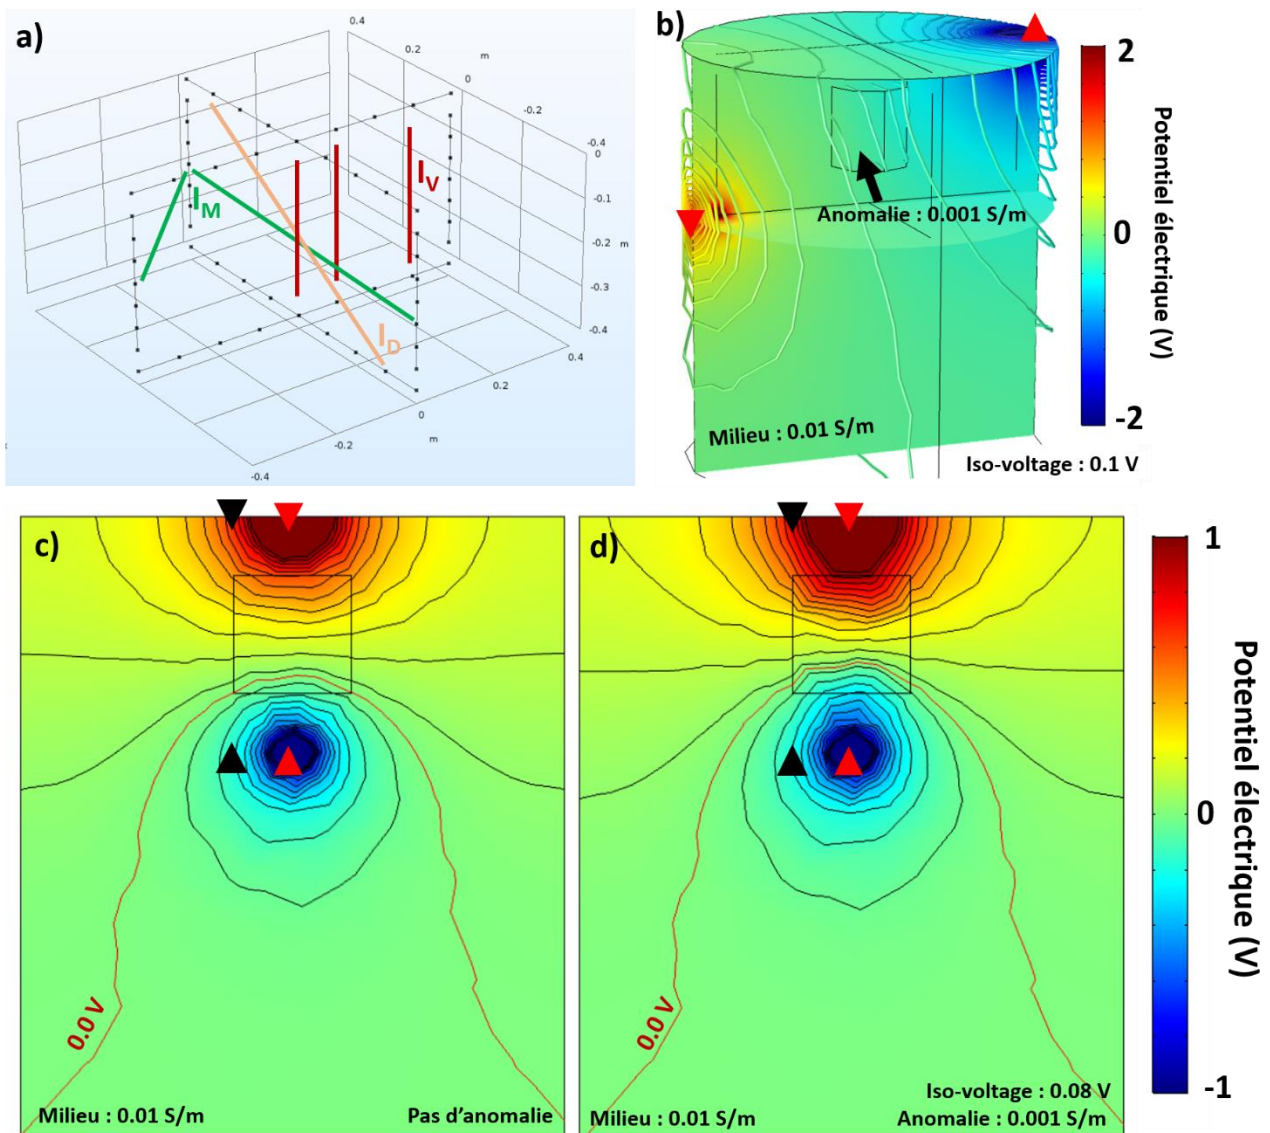 a)
0.4
0.2
m
0
-0.2
-0.4
0
-0.1
-0.2
m
-0.3
-0.4
0.4
0.2
0
m
-0.2
-0.4
I_M
I_V
I_D
b)
2
0
-2
Potentiel électrique (V)
Anomalie : 0.001 S/m
Milieu : 0.01 S/m
Iso-voltage : 0.1 V
c)
0.0 V
Milieu : 0.01 S/m
Pas d'anomalie
d)
0.0 V
Iso-voltage : 0.08 V
Milieu : 0.01 S/m
Anomalie : 0.001 S/m
1
0
-1
Potentiel électrique (V)